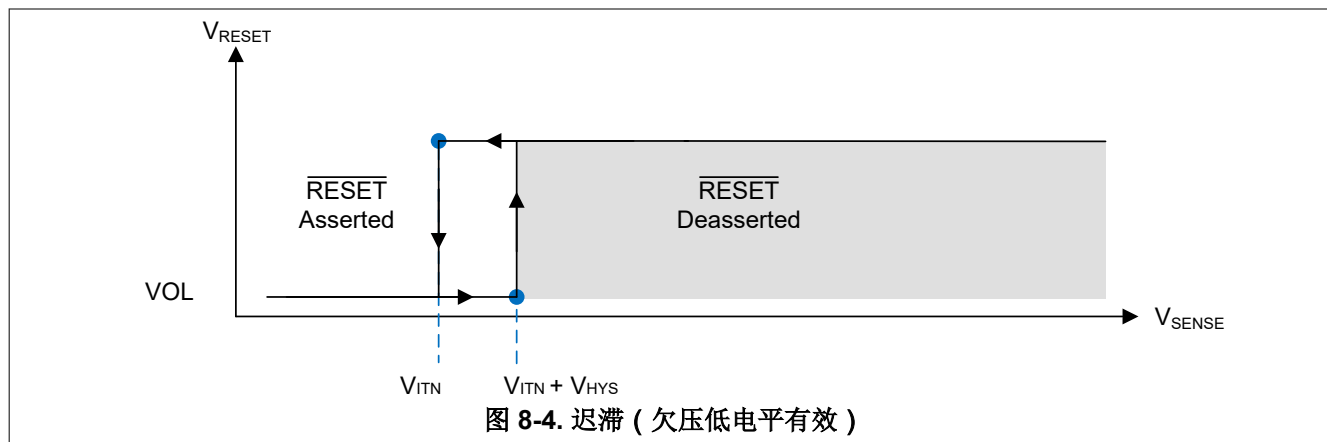 VRESET
RESET
Asserted
RESET
Deasserted
VOL
VSENSE
VITN
VITN + VHYS
图 8-4. 迟滞（欠压低电平有效）